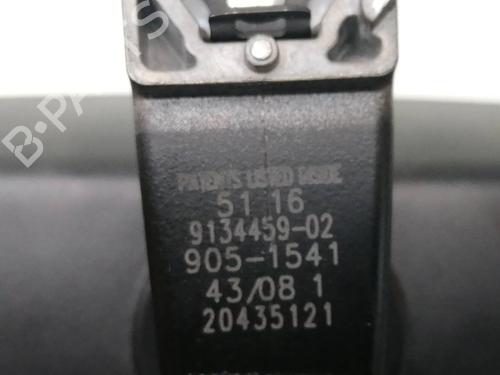 B-PARTS
PATENTS LISTED INSIDE
51 16
9134459-02
905-1541
43/08 1
20435121